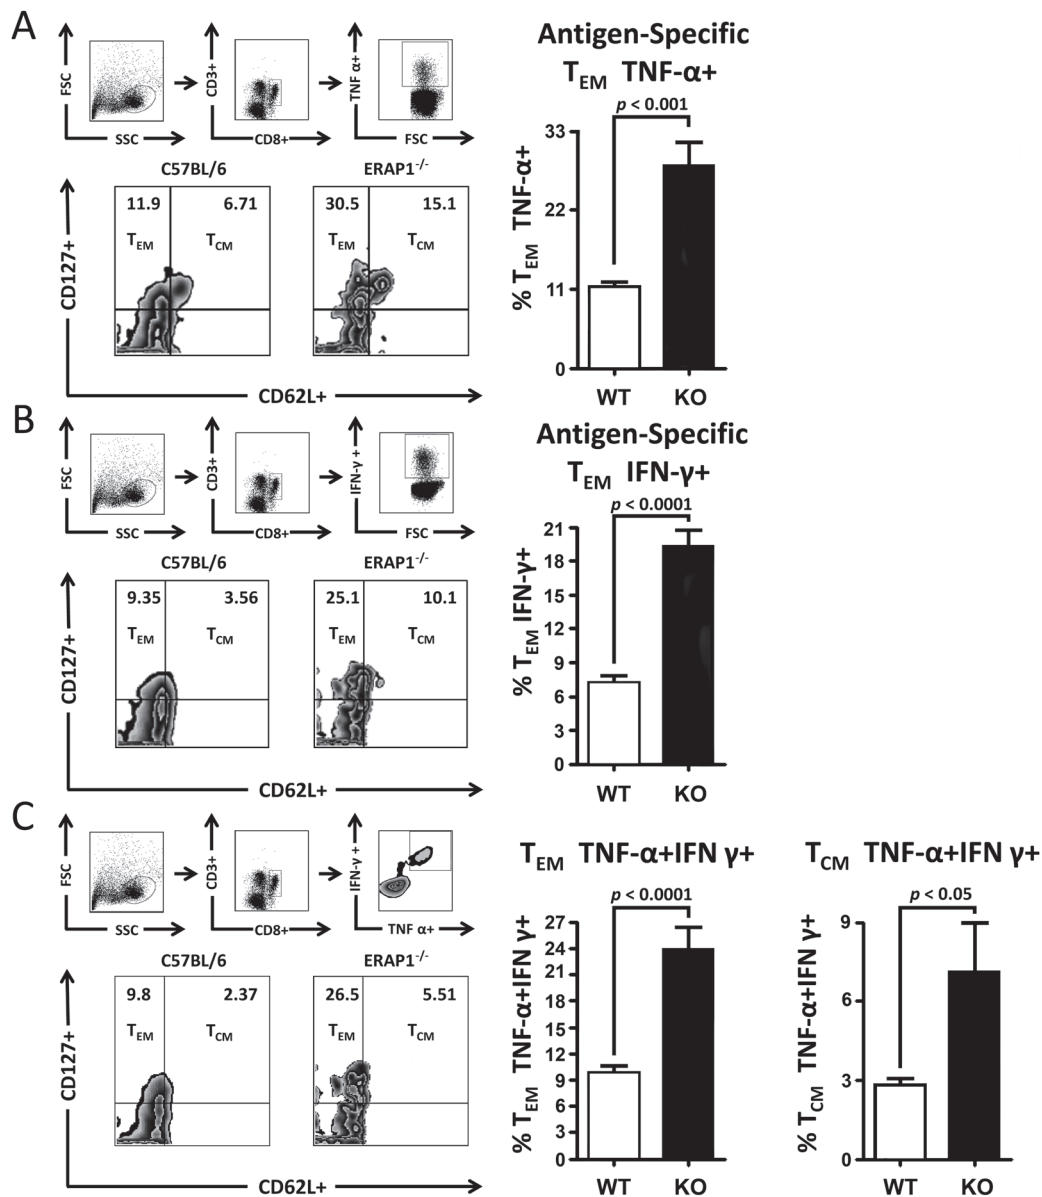 A
FSC
SSC
CD3+
CD8+
TNF α+
FSC
C57BL/6
ERAP1-/-
CD127+
11.9
6.71
TEM
TCM
30.5
15.1
TEM
TCM
CD62L+
Antigen-Specific
TEM TNF-α+
p < 0.001
% TEM TNF-α+
33
22
11
0
WT
KO
B
FSC
SSC
CD3+
CD8+
IFN-γ +
FSC
C57BL/6
ERAP1-/-
CD127+
9.35
3.56
TEM
TCM
25.1
10.1
TEM
TCM
CD62L+
Antigen-Specific
TEM IFN-γ+
p < 0.0001
% TEM IFN-γ+
21
18
15
12
9
6
3
0
WT
KO
C
FSC
SSC
CD3+
CD8+
IFN-γ +
TNF α+
C57BL/6
ERAP1-/-
CD127+
9.8
2.37
TEM
TCM
26.5
5.51
TEM
TCM
CD62L+
TEM TNF-α+IFN γ+
p < 0.0001
% TEM TNF-α+IFN γ+
27
24
21
18
15
12
9
6
3
0
WT
KO
TCM TNF-α+IFN γ+
p < 0.05
% TCM TNF-α+IFN γ+
9
6
3
0
WT
KO